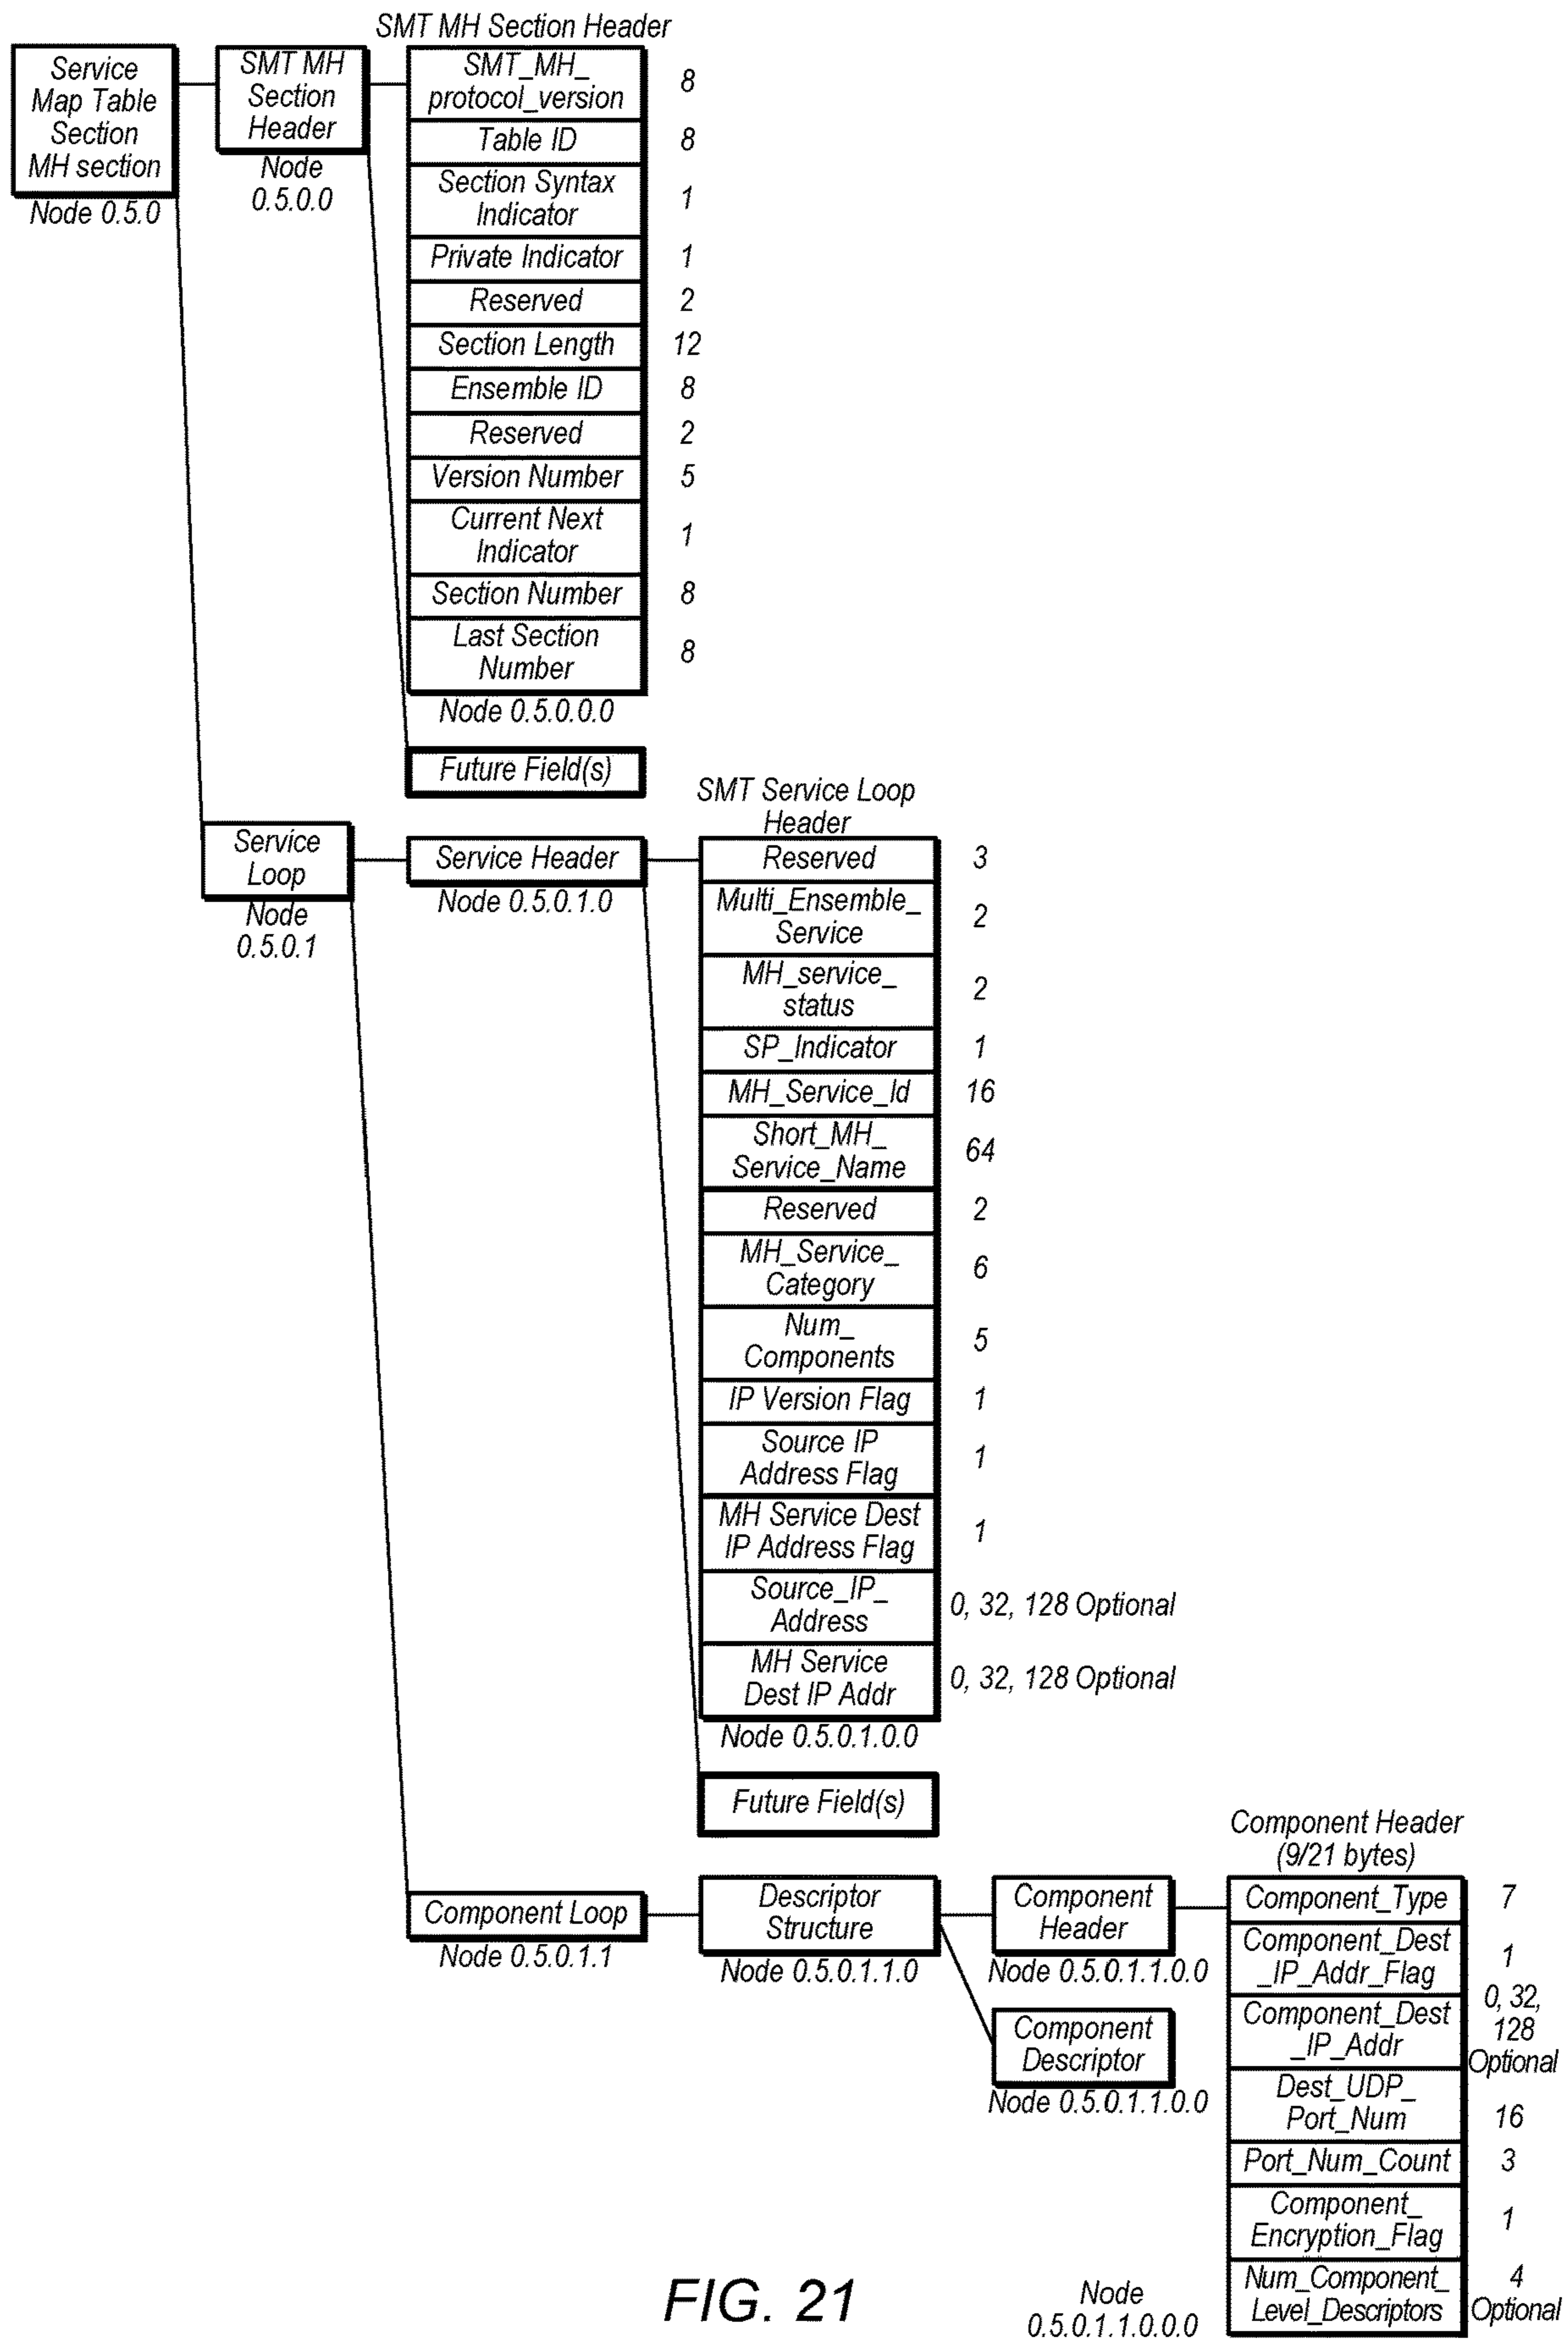 SMT MH Section Header
Service
Map Table
Section
MH section
Node 0.5.0
SMT MH
Section
Header
Node
0.5.0.0
SMT_MH_
protocol_version
8
Table ID
8
Section Syntax
Indicator
1
Private Indicator
1
Reserved
2
Section Length
12
Ensemble ID
8
Reserved
2
Version Number
5
Current Next
Indicator
1
Section Number
8
Last Section
Number
8
Node 0.5.0.0.0
Future Field(s)
Service
Loop
Node
0.5.0.1
Service Header
Node 0.5.0.1.0
SMT Service Loop
Header
Reserved
3
Multi_Ensemble_
Service
2
MH_service_
status
2
SP_Indicator
1
MH_Service_Id
16
Short_MH_
Service_Name
64
Reserved
2
MH_Service_
Category
6
Num_
Components
5
IP Version Flag
1
Source IP
Address Flag
1
MH Service Dest
IP Address Flag
1
Source_IP_
Address
0, 32, 128 Optional
MH Service
Dest IP Addr
0, 32, 128 Optional
Node 0.5.0.1.0.0
Future Field(s)
Component Loop
Node 0.5.0.1.1
Descriptor
Structure
Node 0.5.0.1.1.0
Component
Header
Node 0.5.0.1.1.0.0
Component
Descriptor
Node 0.5.0.1.1.0.0
Component Header
(9/21 bytes)
Component_Type
7
Component_Dest
_IP_Addr_Flag
1
Component_Dest
_IP_Addr
0, 32,
128
Optional
Dest_UDP_
Port_Num
16
Port_Num_Count
3
Component_
Encryption_Flag
1
Num_Component_
Level_Descriptors
4
Optional
Node
0.5.0.1.1.0.0.0
FIG. 21